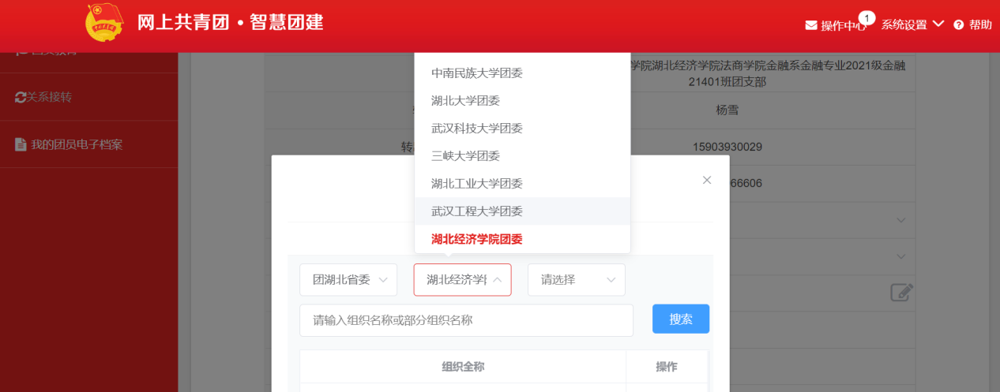 网上共青团·智慧团建
操作中心
1
系统设置
帮助
关系接转
我的团员电子档案
学院湖北经济学院法商学院金融系金融专业2021级金融
21401班团支部
杨雪
转
15903930029
66606
中南民族大学团委
湖北大学团委
武汉科技大学团委
三峡大学团委
湖北工业大学团委
武汉工程大学团委
湖北经济学院团委
团湖北省委
湖北经济学
请选择
请输入组织名称或部分组织名称
搜索
组织全称
操作